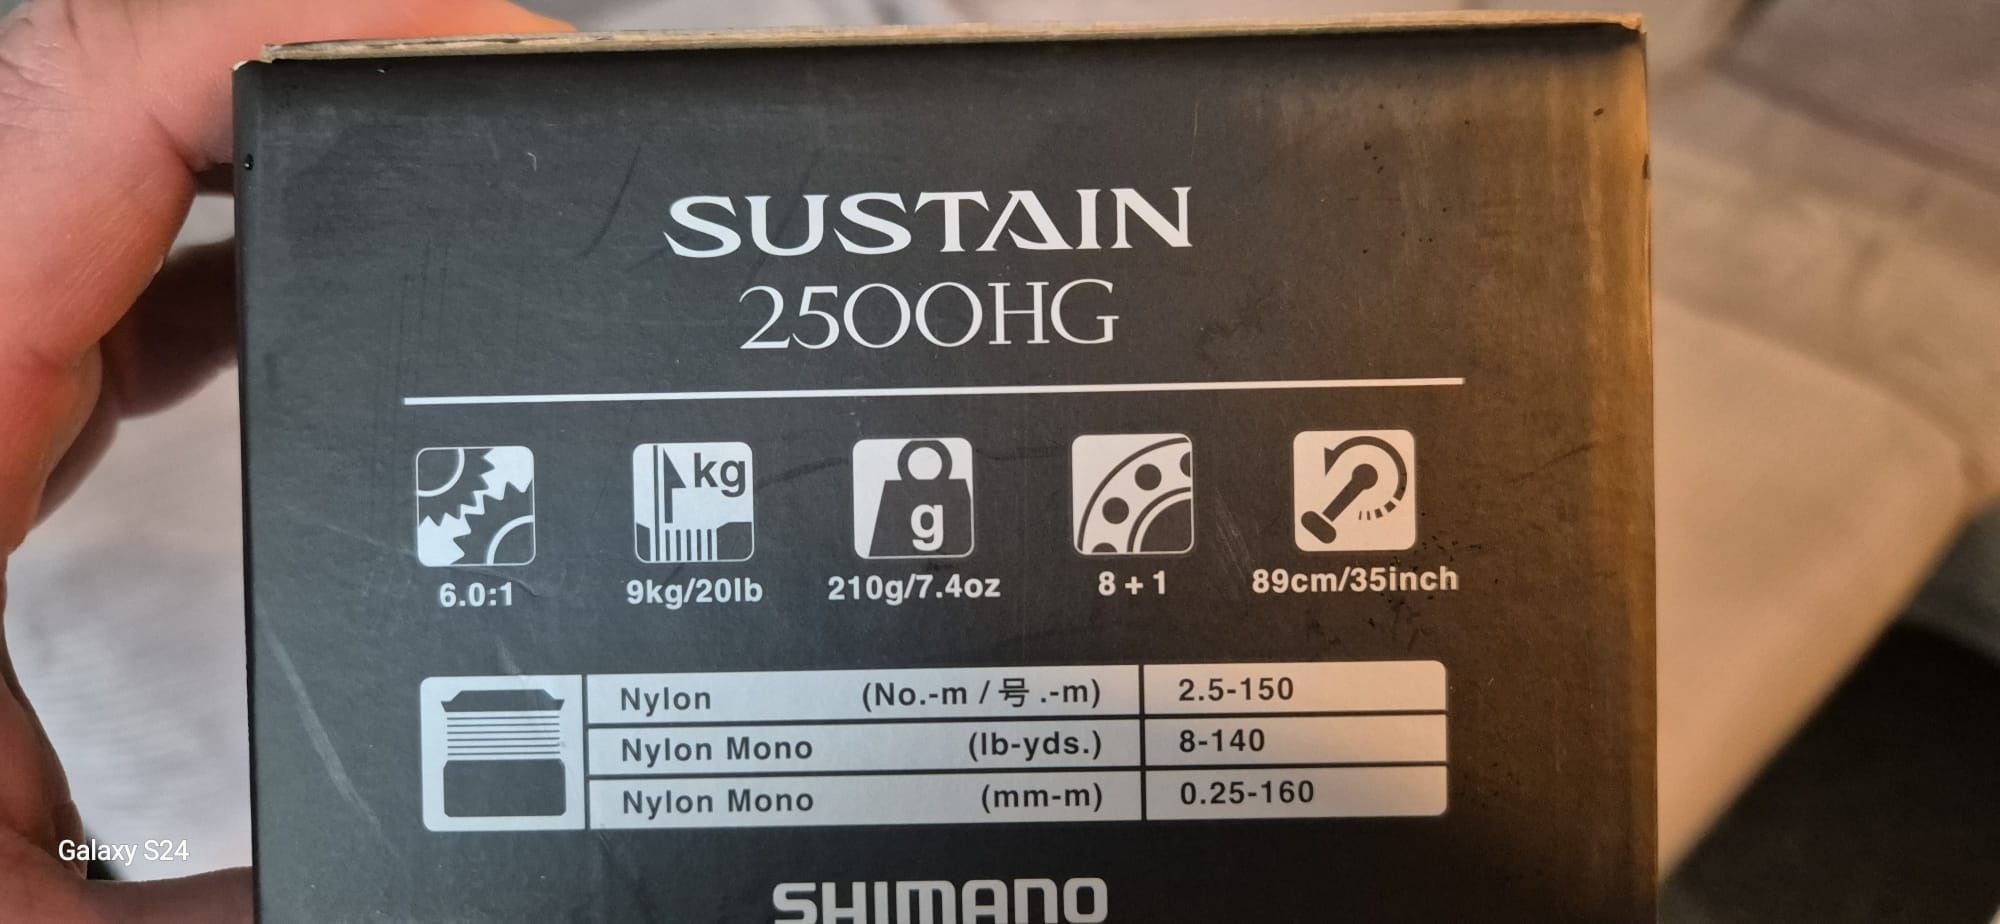 SUSTAIN
2500HG
kg
g
6.0:1 9kg/20lb 210g/7.4oz 8+1 89cm/35inch
Nylon (No.-m / 号 .-m) 2.5-150
Nylon Mono (lb-yds.) 8-140
Nylon Mono (mm-m) 0.25-160
Galaxy S24
SHIMANO